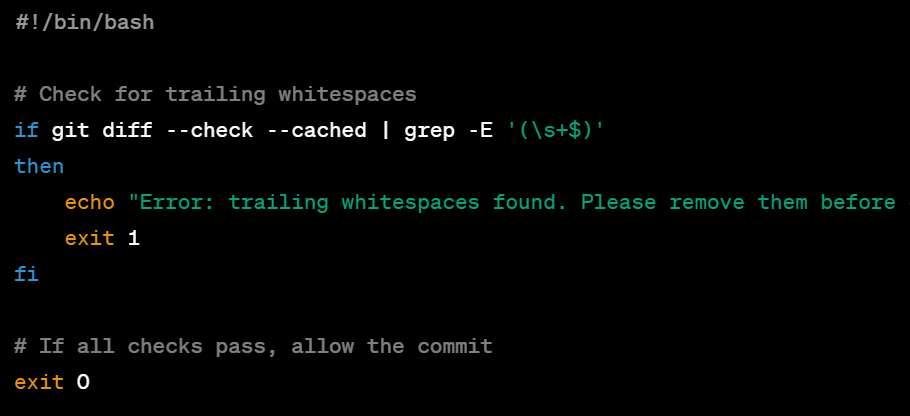 #!/bin/bash
# Check for trailing whitespaces
if git diff --check --cached | grep -E '(\s+$)'
then
echo "Error: trailing whitespaces found. Please remove them before
exit 1
fi
# If all checks pass, allow the commit
exit 0